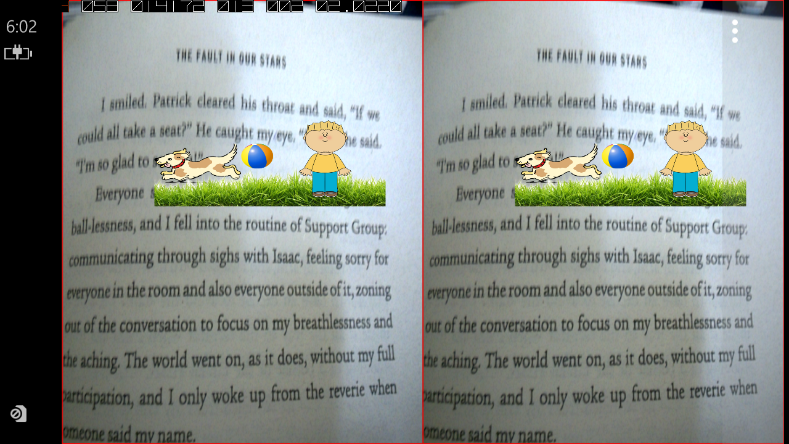 6:02
THE FAULT IN OUR STARS
I smiled. Patrick cleared his throat and said, "If we
could all take a seat?" He caught my eye. " he said.
"I'm so glad to
Everyone
ball-lessness, and I fell into the routine of Support Group:
communicating through sighs with Isaac, feeling sorry for
everyone in the room and also everyone outside of it, zoning
out of the conversation to focus on my breathlessness and
the aching. The world went on, as it does, without my full
participation, and I only woke up from the reverie when
omeone said my name.
THE FAULT IN OUR STARS
I smiled. Patrick cleared his throat and said, "If we
could all take a seat?" He caught my eye. " he said.
"I'm so glad to
Everyone
ball-lessness, and I fell into the routine of Support Group:
communicating through sighs with Isaac, feeling sorry for
everyone in the room and also everyone outside of it, zoning
out of the conversation to focus on my breathlessness and
the aching. The world went on, as it does, without my full
participation, and I only woke up from the reverie when
omeone said my name.